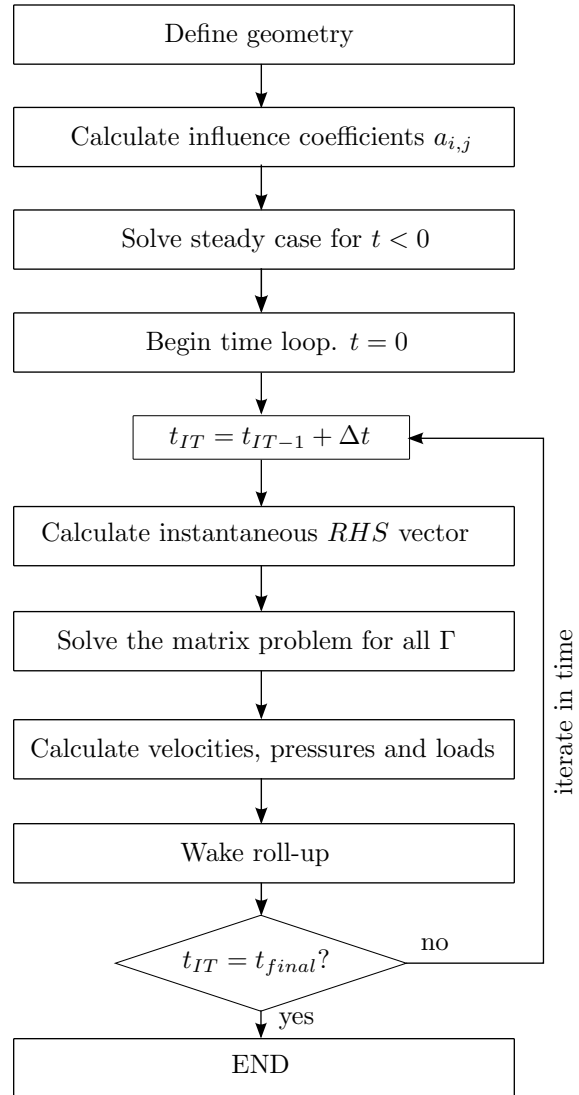 Define geometry
Calculate influence coefficients $a_{i,j}$
Solve steady case for $t < 0$
Begin time loop. $t = 0$
$t_{IT} = t_{IT-1} + \Delta t$
Calculate instantaneous $RHS$ vector
Solve the matrix problem for all $\Gamma$
Calculate velocities, pressures and loads
Wake roll-up
$t_{IT} = t_{final}$?
no
yes
END
iterate in time